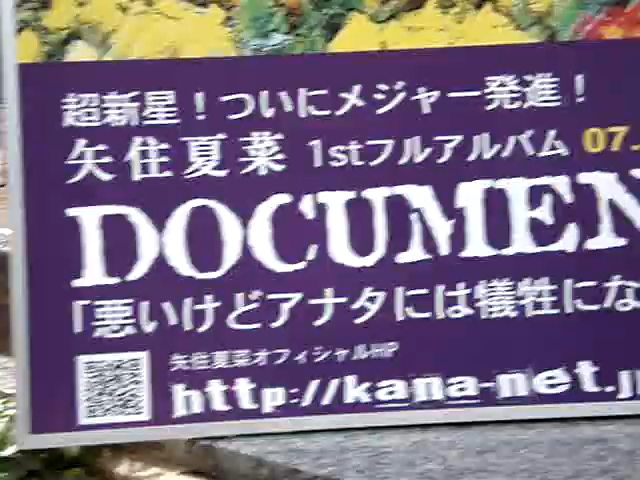 超新星！ついにメジャー発進！
矢住夏菜 1stフルアルバム 07.
DOCUMEN
「悪いけどアナタには犠牲にな
矢住夏菜オフィシャルHP
http://kana-net.j